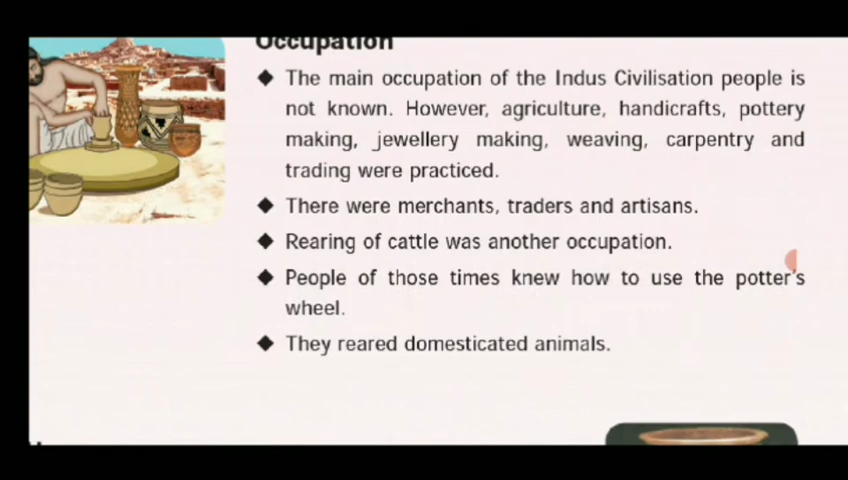 Occupation
◆ The main occupation of the Indus Civilisation people is
not known. However, agriculture, handicrafts, pottery
making, jewellery making, weaving, carpentry and
trading were practiced.
◆ There were merchants, traders and artisans.
◆ Rearing of cattle was another occupation.
◆ People of those times knew how to use the potter's
wheel.
◆ They reared domesticated animals.